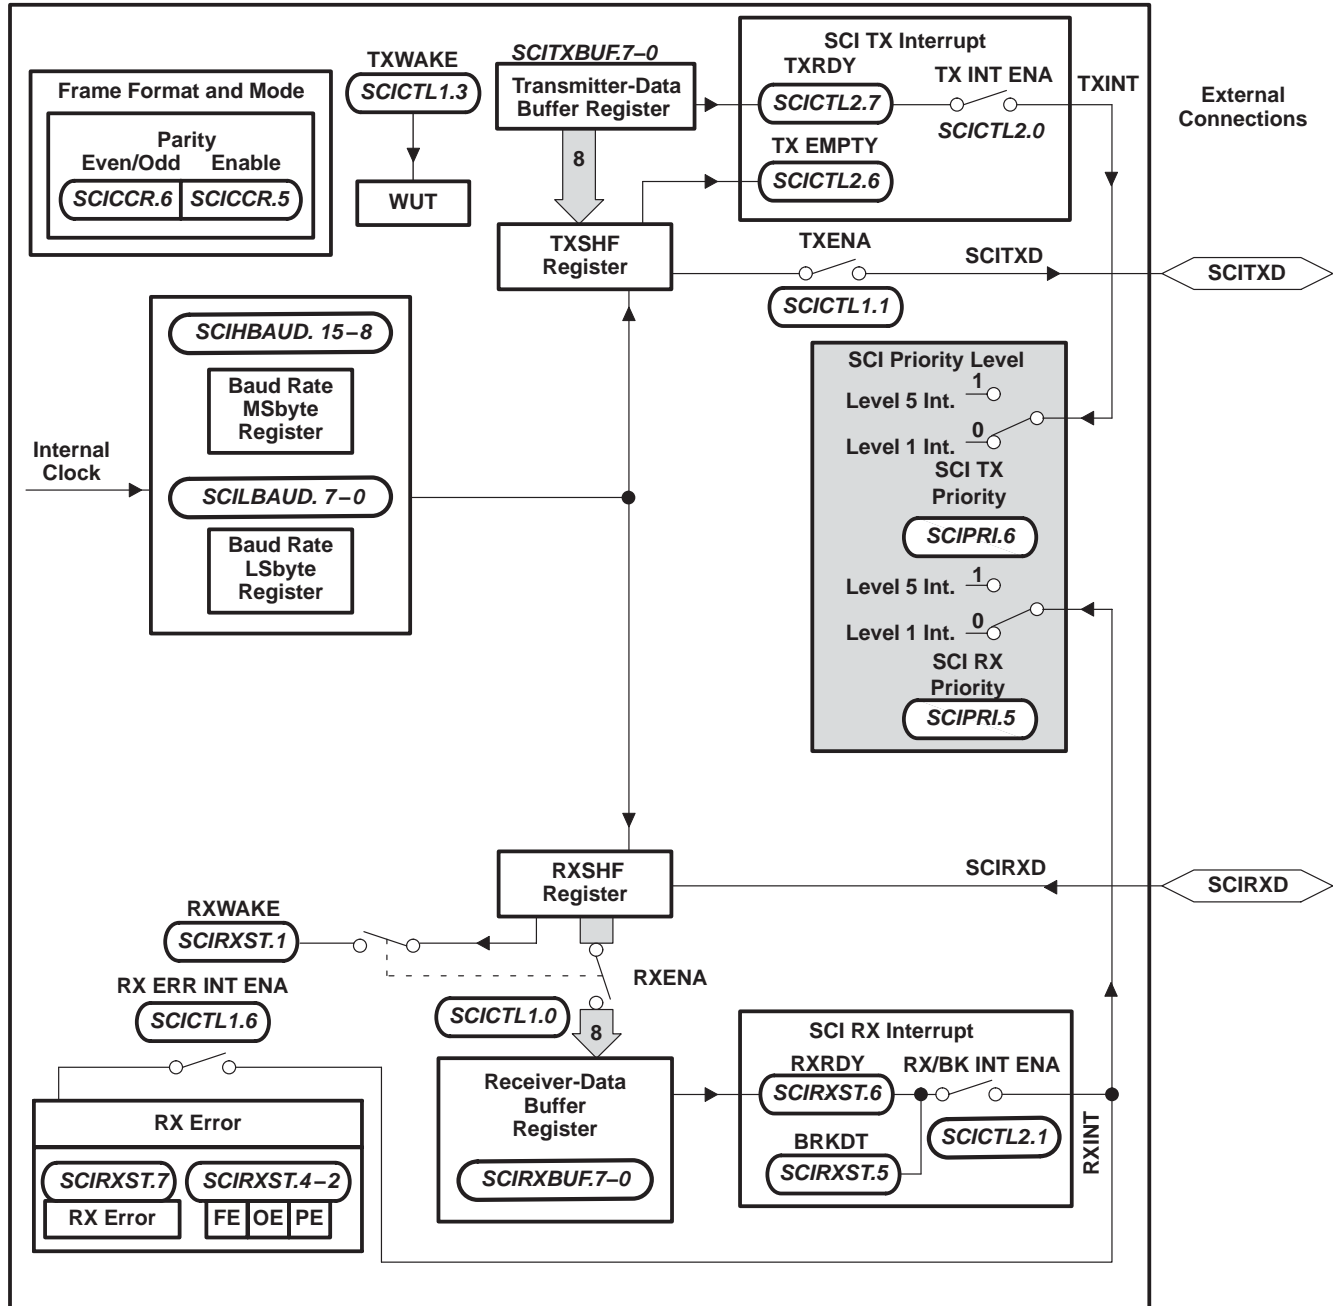 SCITXBUF.7–0
SCI TX Interrupt
TXWAKE
TXRDY
TX INT ENA
TXINT
Frame Format and Mode
SCICTL1.3
Transmitter-Data
Buffer Register
SCICTL2.7
SCICTL2.0
External
Connections
Parity
Even/Odd
Enable
SCICCR.6
SCICCR.5
8
TX EMPTY
SCICTL2.6
WUT
TXSHF
Register
TXENA
SCITXD
SCITXD
SCICTL1.1
SCIHBAUD. 15–8
Baud Rate
MSbyte
Register
SCI Priority Level
1
Level 5 Int.
0
Level 1 Int.
SCI TX
Priority
SCIPRI.6
Internal
Clock
SCILBAUD. 7–0
Baud Rate
LSbyte
Register
1
Level 5 Int.
0
Level 1 Int.
SCI RX
Priority
SCIPRI.5
RXSHF
Register
SCIRXD
SCIRXD
RXWAKE
SCIRXST.1
RXENA
RX ERR INT ENA
SCICTL1.6
SCICTL1.0
8
SCI RX Interrupt
Receiver-Data
Buffer
Register
SCIRXBUF.7–0
RXRDY
RX/BK INT ENA
SCIRXST.6
SCICTL2.1
BRKDT
SCIRXST.5
RXINT
RX Error
SCIRXST.7
SCIRXST.4–2
RX Error
FE
OE
PE